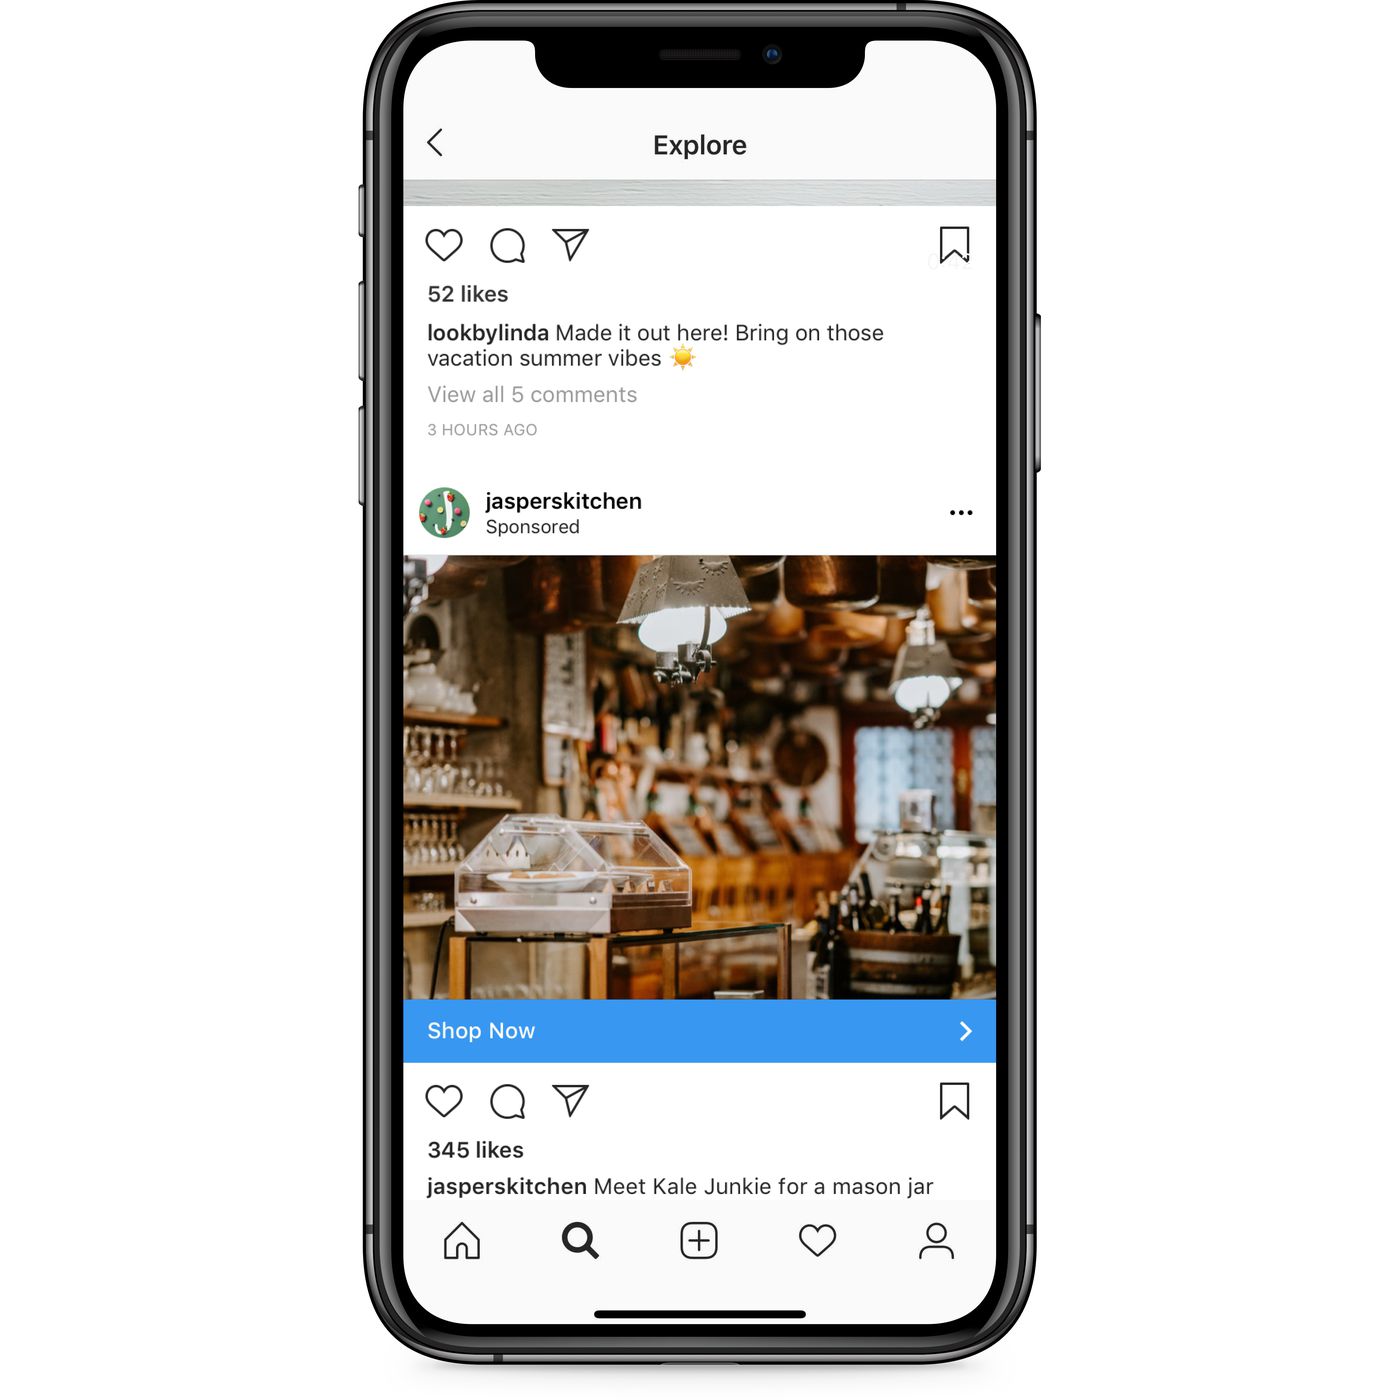 Explore
52 likes
lookbylinda Made it out here! Bring on those
vacation summer vibes ☀️
View all 5 comments
3 HOURS AGO
jasperskitchen
Sponsored
Shop Now
345 likes
jasperskitchen Meet Kale Junkie for a mason jar